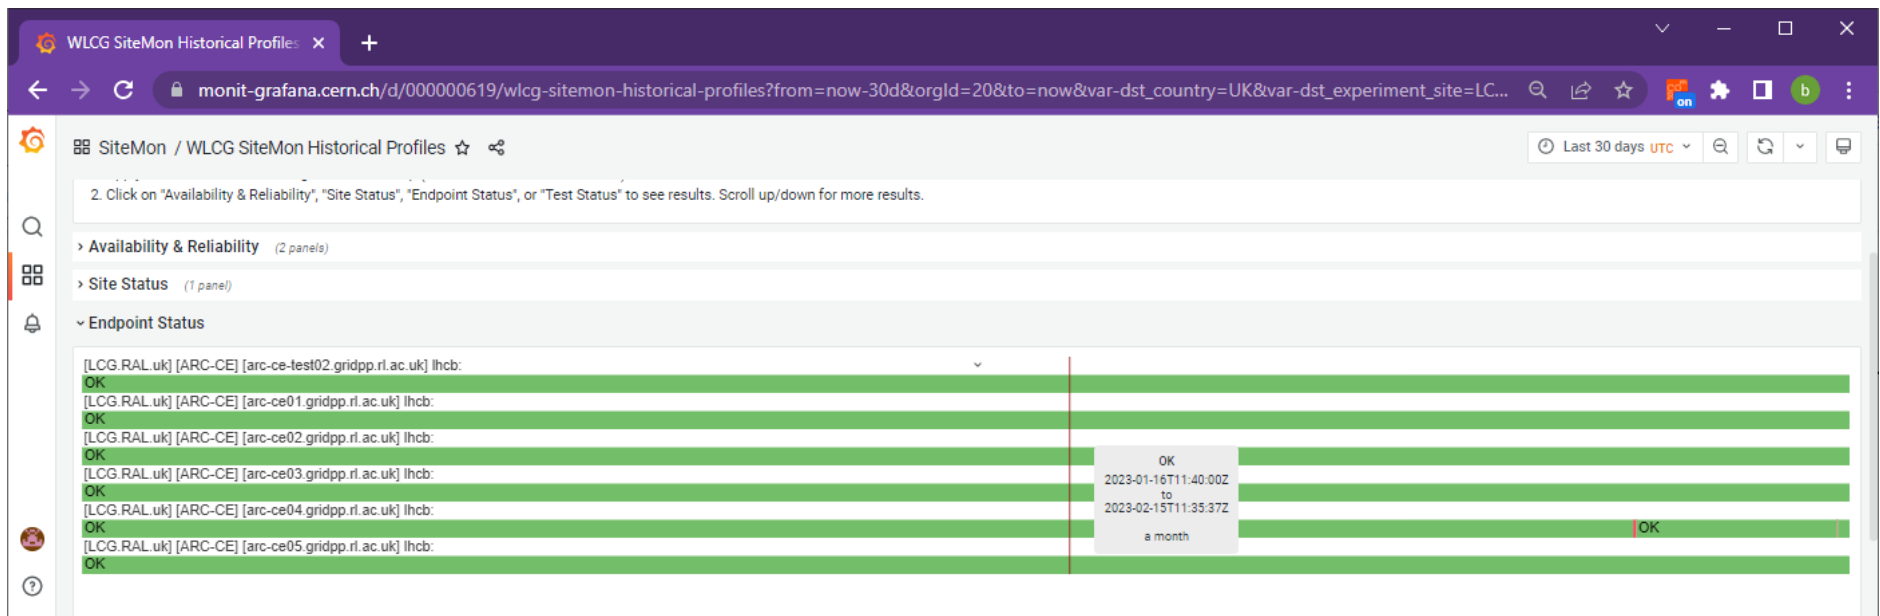 WLCG SiteMon Historical Profiles
monit-grafana.cern.ch/d/000000619/wlcg-sitemon-historical-profiles?from=now-30d&orgId=20&to=now&var-dst_country=UK&var-dst_experiment_site=LC...
on
b
SiteMon / WLCG SiteMon Historical Profiles
Last 30 days UTC
2. Click on "Availability & Reliability", "Site Status", "Endpoint Status", or "Test Status" to see results. Scroll up/down for more results.
Availability & Reliability (2 panels)
Site Status (1 panel)
Endpoint Status
[LCG.RAL.uk] [ARC-CE] [arc-ce-test02.gridpp.rl.ac.uk] lhcb:
OK
[LCG.RAL.uk] [ARC-CE] [arc-ce01.gridpp.rl.ac.uk] lhcb:
OK
[LCG.RAL.uk] [ARC-CE] [arc-ce02.gridpp.rl.ac.uk] lhcb:
OK
[LCG.RAL.uk] [ARC-CE] [arc-ce03.gridpp.rl.ac.uk] lhcb:
OK
[LCG.RAL.uk] [ARC-CE] [arc-ce04.gridpp.rl.ac.uk] lhcb:
OK OK
[LCG.RAL.uk] [ARC-CE] [arc-ce05.gridpp.rl.ac.uk] lhcb:
OK
OK
2023-01-16T11:40:00Z
to
2023-02-15T11:35:37Z
a month